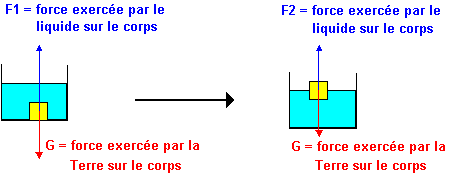 F1 = force exercée par le
liquide sur le corps
F2 = force exercée par le
liquide sur le corps
G = force exercée par la
Terre sur le corps
G = force exercée par la
Terre sur le corps